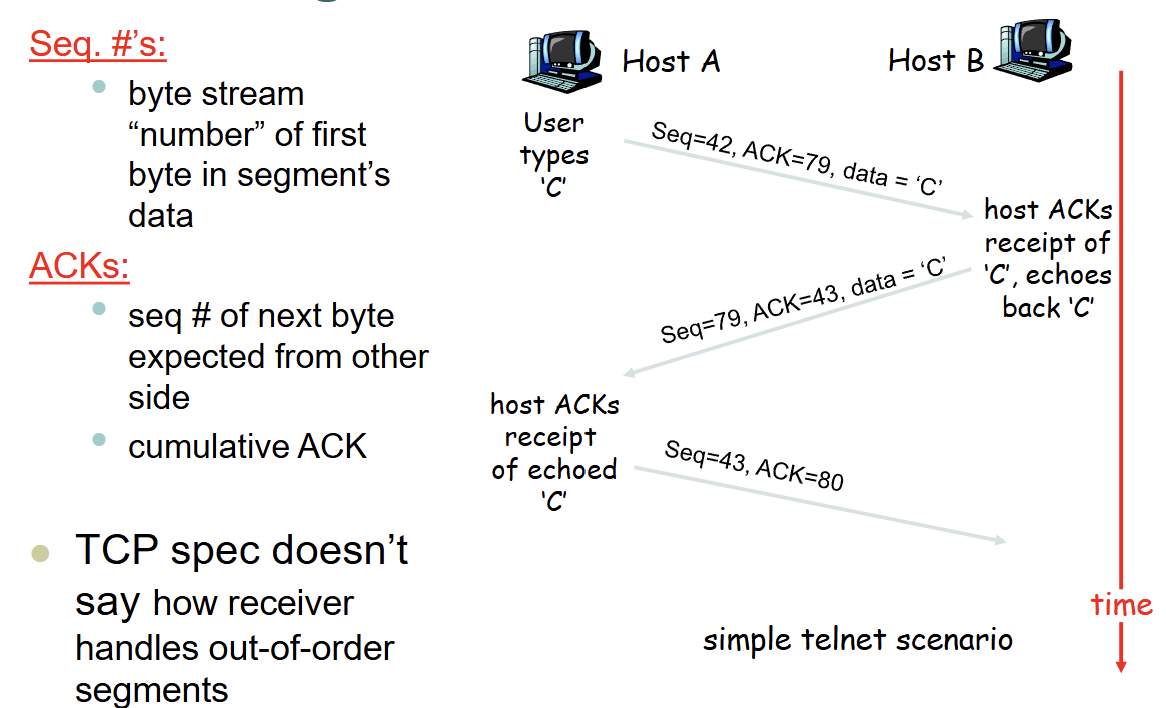 Seq. #’s:
byte stream
“number” of first
byte in segment’s
data
ACKs:
seq # of next byte
expected from other
side
cumulative ACK
TCP spec doesn’t
say how receiver
handles out-of-order
segments
Host A
Host B
User
types
‘C’
Seq=42, ACK=79, data = ‘C’
host ACKs
receipt of
‘C’, echoes
back ‘C’
Seq=79, ACK=43, data = ‘C’
host ACKs
receipt
of echoed
‘C’
Seq=43, ACK=80
time
simple telnet scenario